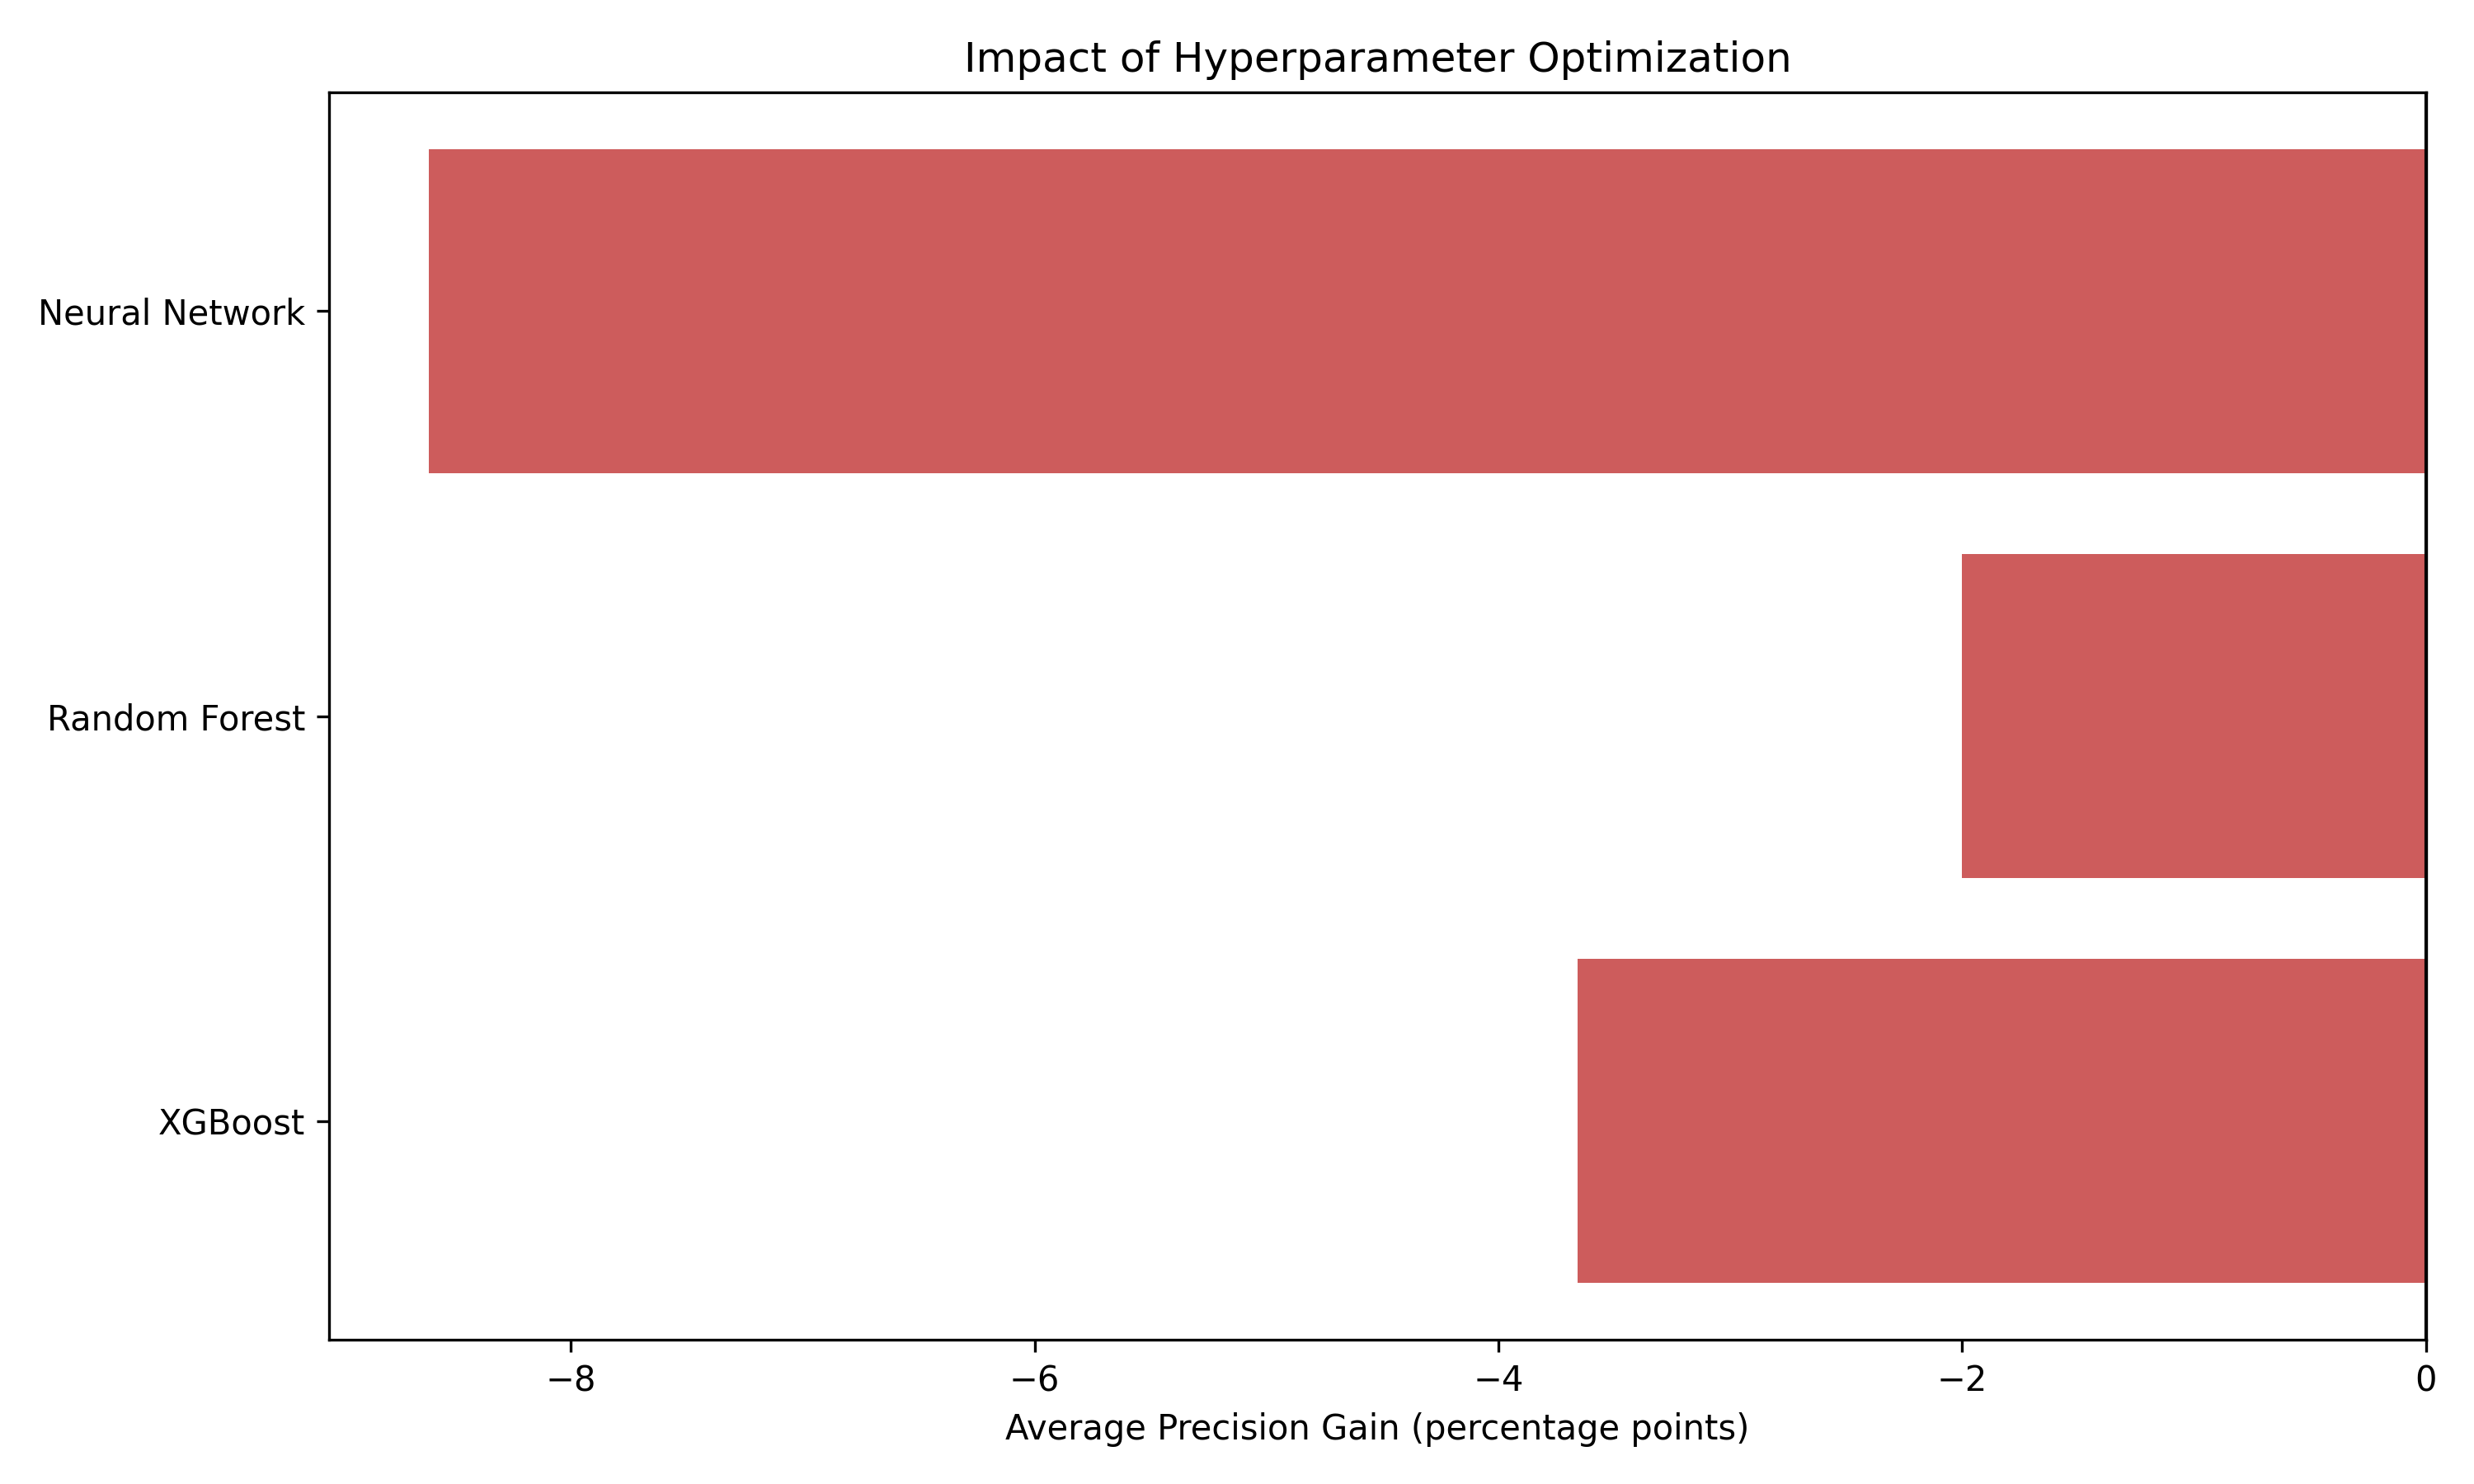 Impact of Hyperparameter Optimization
Neural Network
Random Forest
XGBoost
−8 −6 −4 −2 0
Average Precision Gain (percentage points)